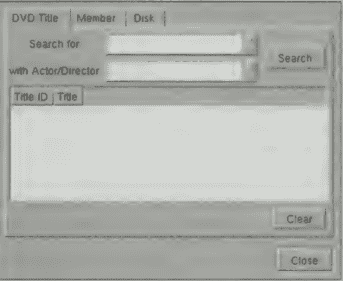 DVD Title Member Disk
Search for
Search
with Actor/Director
Title ID Title
Clear
Close